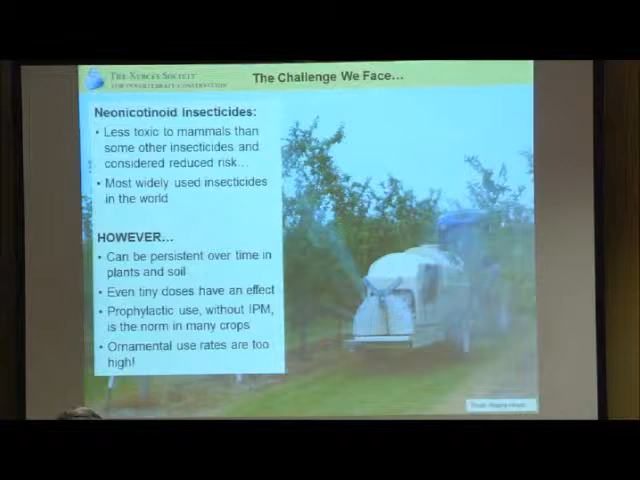 THE XERCES SOCIETY
FOR INVERTEBRATE CONSERVATION
The Challenge We Face...
Neonicotinoid Insecticides:
• Less toxic to mammals than
some other insecticides and
considered reduced risk...
• Most widely used insecticides
in the world
HOWEVER...
• Can be persistent over time in
plants and soil
• Even tiny doses have an effect
• Prophylactic use, without IPM,
is the norm in many crops
• Ornamental use rates are too
high!